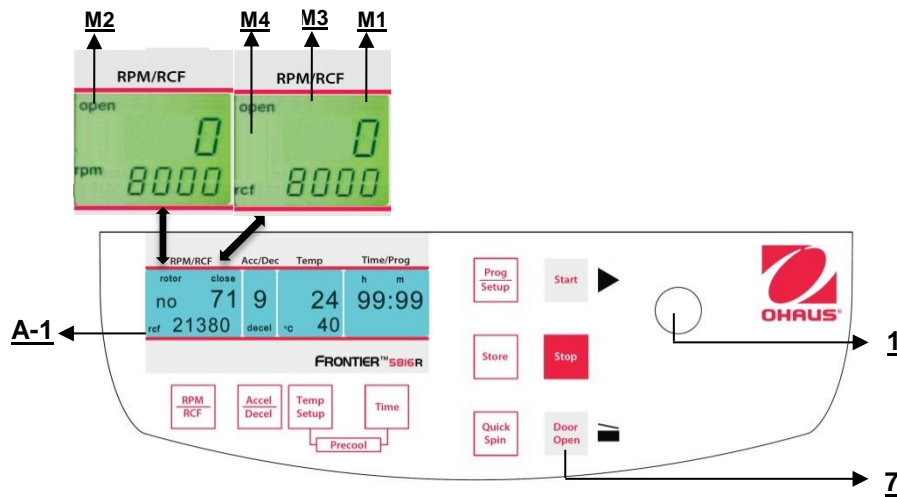 M2
M4
M3
M1
RPM/RCF
RPM/RCF
open
0
rpm
8000
open
0
rcf
8000
RPM/RCF Acc/Dec Temp Time/Prog
rotor close
h m
no 71 9 24 99:99
rcf 21380 decel °C 40
FRONTIER™5816R
A-1
RPM
RCF
Accel
Decel
Temp
Setup
Time
Precool
Prog
Setup
Start
Store
Stop
Quick
Spin
Door
Open
OHAUS®
1
7